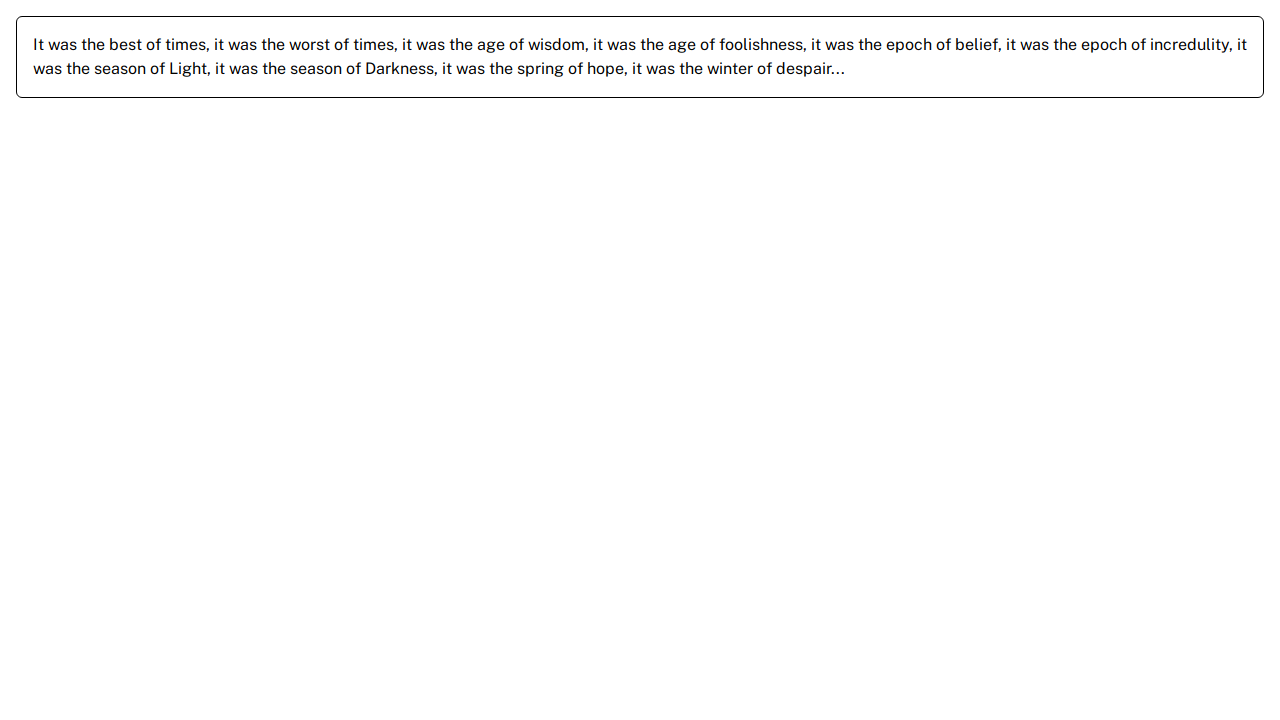 It was the best of times, it was the worst of times, it was the age of wisdom, it was the age of foolishness, it was the epoch of belief, it was the epoch of incredulity, it
was the season of Light, it was the season of Darkness, it was the spring of hope, it was the winter of despair...